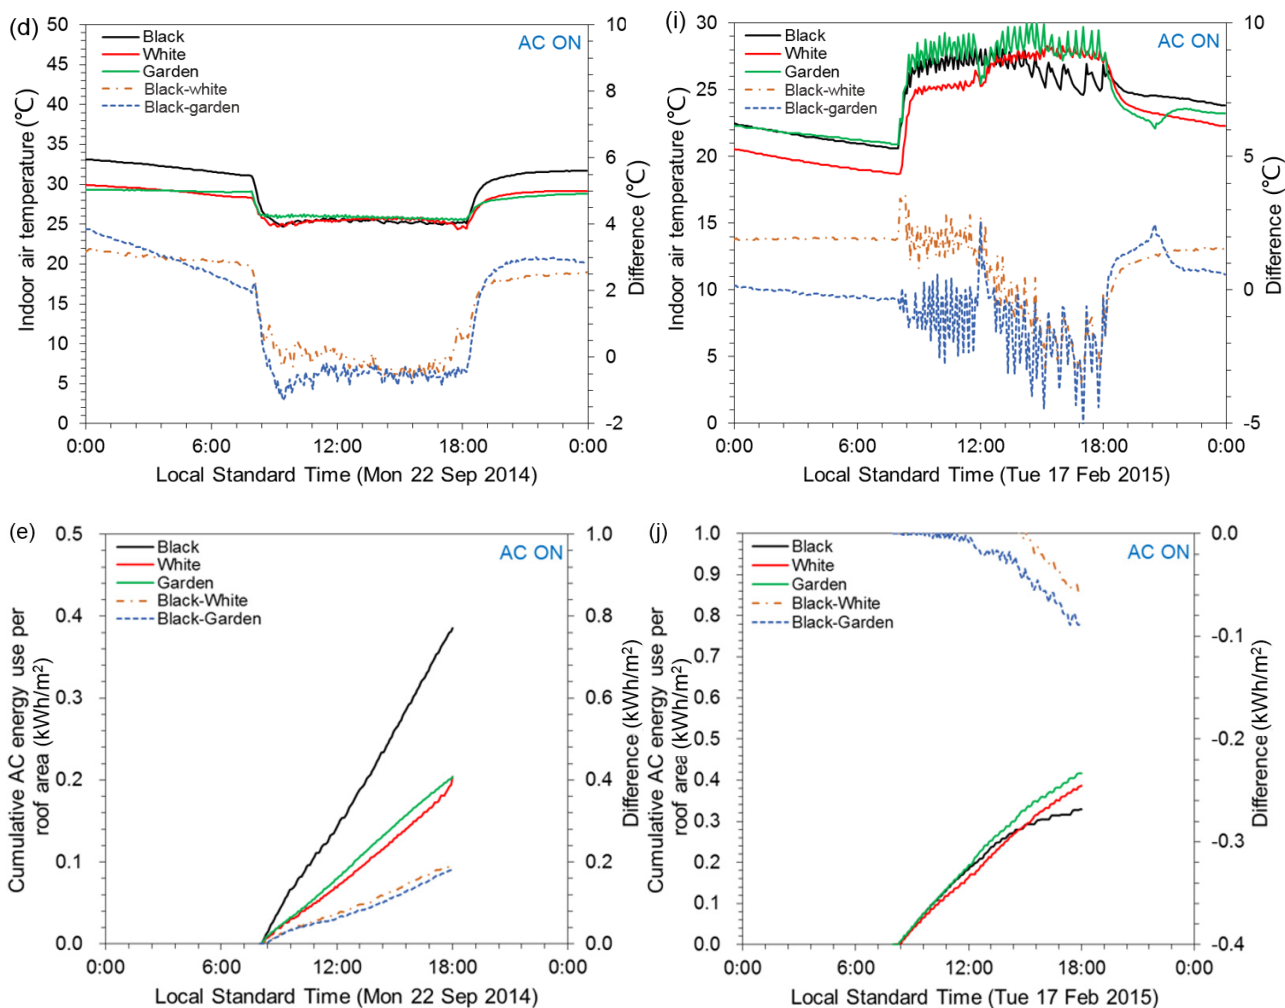 (d)
50
45
40
35
30
25
20
15
10
5
0
Indoor air temperature (°C)
Black
White
Garden
Black-white
Black-garden
AC ON
10
8
6
4
2
0
-2
Difference (°C)
0:00 6:00 12:00 18:00 0:00
Local Standard Time (Mon 22 Sep 2014)
(i)
30
25
20
15
10
5
0
Indoor air temperature (°C)
Black
White
Garden
Black-white
Black-garden
AC ON
10
5
0
-5
Difference (°C)
0:00 6:00 12:00 18:00 0:00
Local Standard Time (Tue 17 Feb 2015)
(e)
0.5
0.4
0.3
0.2
0.1
0.0
Cumulative AC energy use per
roof area (kWh/m²)
Black
White
Garden
Black-White
Black-Garden
AC ON
1.0
0.8
0.6
0.4
0.2
0.0
Difference (kWh/m²)
0:00 6:00 12:00 18:00 0:00
Local Standard Time (Mon 22 Sep 2014)
(j)
1.0
0.9
0.8
0.7
0.6
0.5
0.4
0.3
0.2
0.1
0.0
Cumulative AC energy use per
roof area (kWh/m²)
Black
White
Garden
Black-White
Black-Garden
AC ON
0.0
-0.1
-0.2
-0.3
-0.4
Difference (kWh/m²)
0:00 6:00 12:00 18:00 0:00
Local Standard Time (Tue 17 Feb 2015)